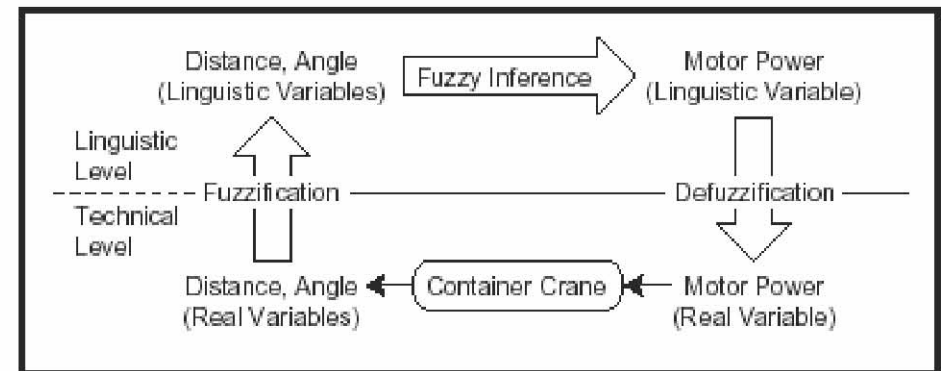 Distance, Angle
(Linguistic Variables)
Fuzzy Inference
Motor Power
(Linguistic Variable)
Linguistic
Level
Fuzzification
Defuzzification
Technical
Level
Distance, Angle
(Real Variables)
Container Crane
Motor Power
(Real Variable)